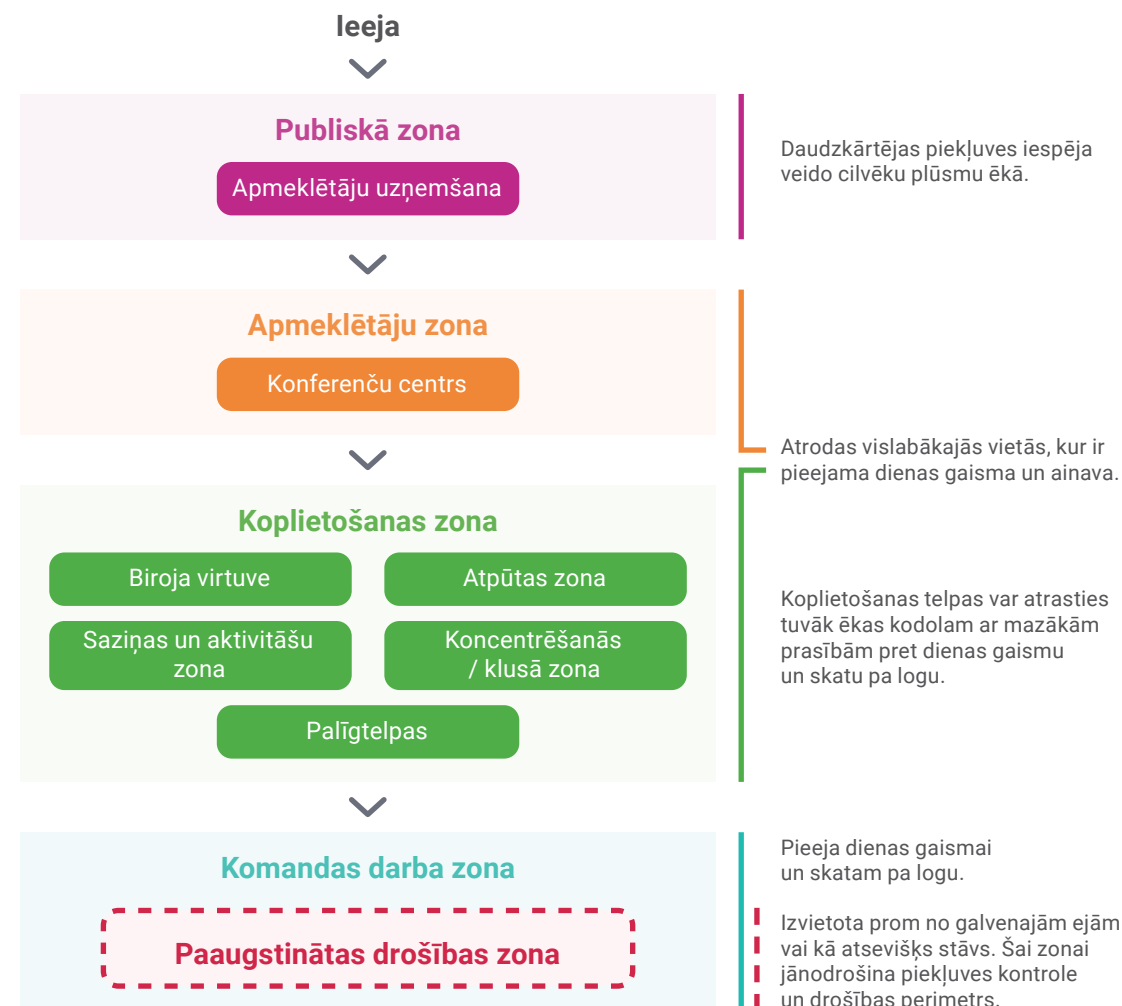 Ieeja
Publiskā zona
Apmeklētāju uzņemšana
Daudzkārtējas piekļuves iespēja
veido cilvēku plūsmu ēkā.
Apmeklētāju zona
Konferenču centrs
Atrodas vislabākajās vietās, kur ir
pieejama dienas gaisma un ainava.
Koplietošanas zona
Biroja virtuve
Atpūtas zona
Saziņas un aktivitāšu
zona
Koncentrēšanās
/ klusā zona
Palīgtelpas
Koplietošanas telpas var atrasties
tuvāk ēkas kodolam ar mazākām
prasībām pret dienas gaismu
un skatu pa logu.
Komandas darba zona
Pieeja dienas gaismai
un skatam pa logu.
Paaugstinātas drošības zona
Izvietota prom no galvenajām ejām
vai kā atsevišķs stāvs. Šai zonai
jānodrošina piekļuves kontrole
un drošības perimetrs.